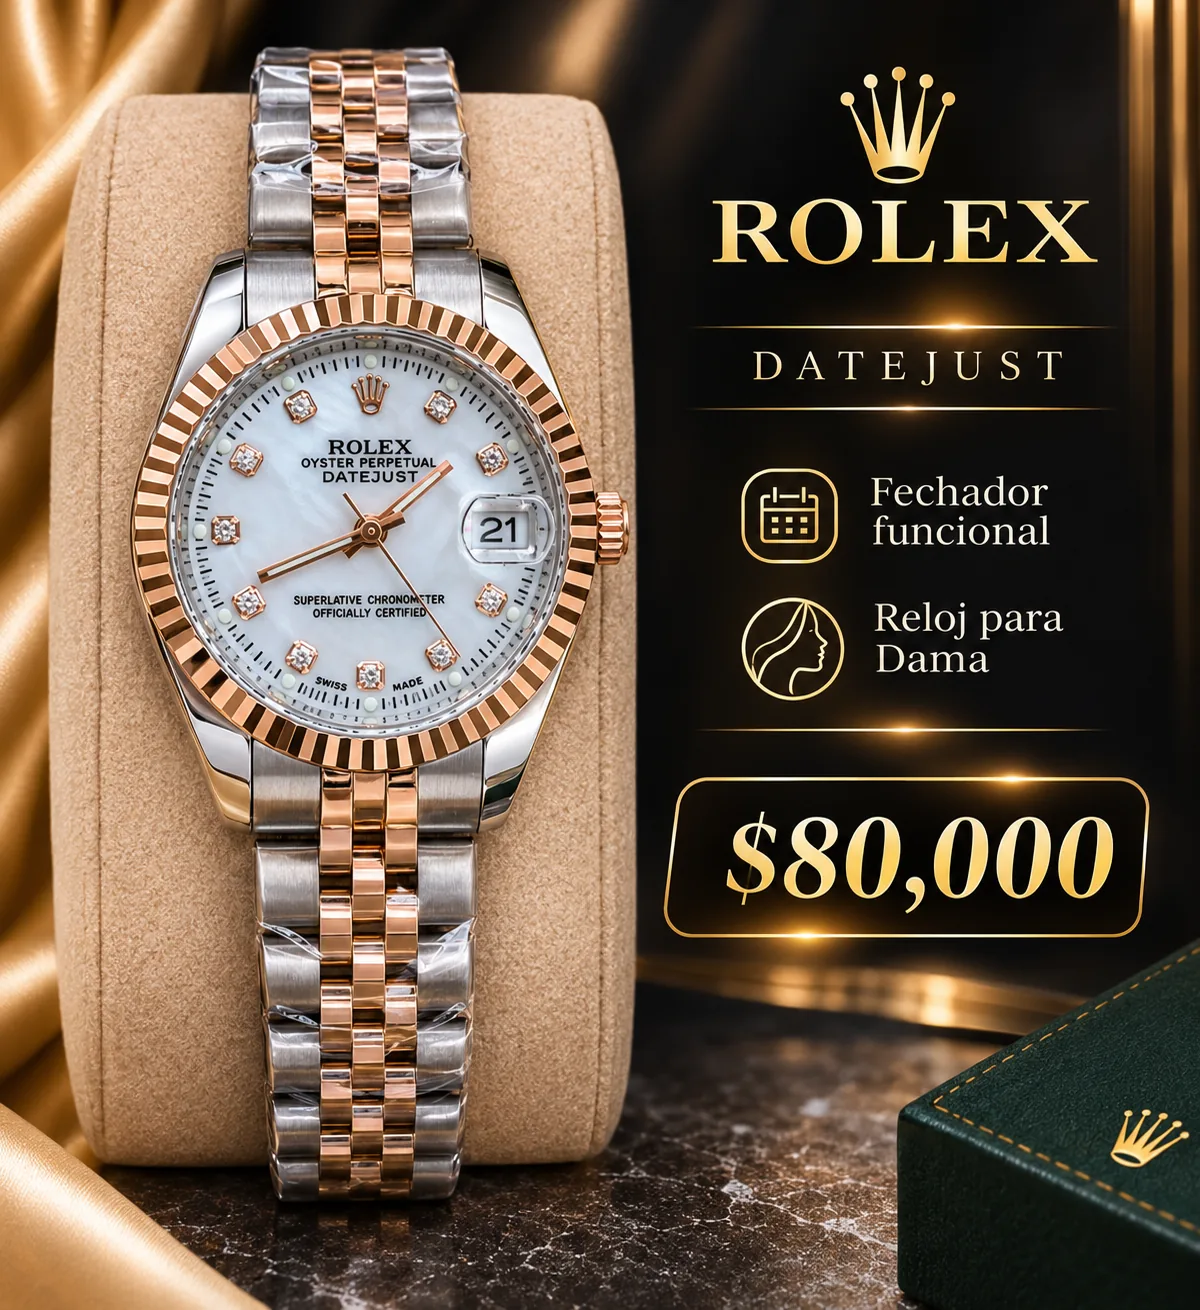 ROLEX
OYSTER PERPETUAL
DATEJUST
21
SUPERLATIVE CHRONOMETER
OFFICIALLY CERTIFIED
SWISS MADE
ROLEX
DATEJUST
Fechador
funcional
Reloj para
Dama
$80,000